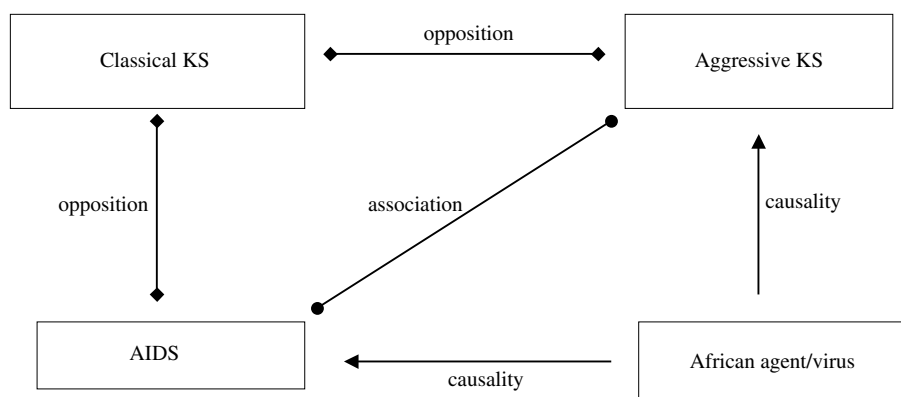 opposition
Classical KS
Aggressive KS
opposition
association
causality
AIDS
African agent/virus
causality